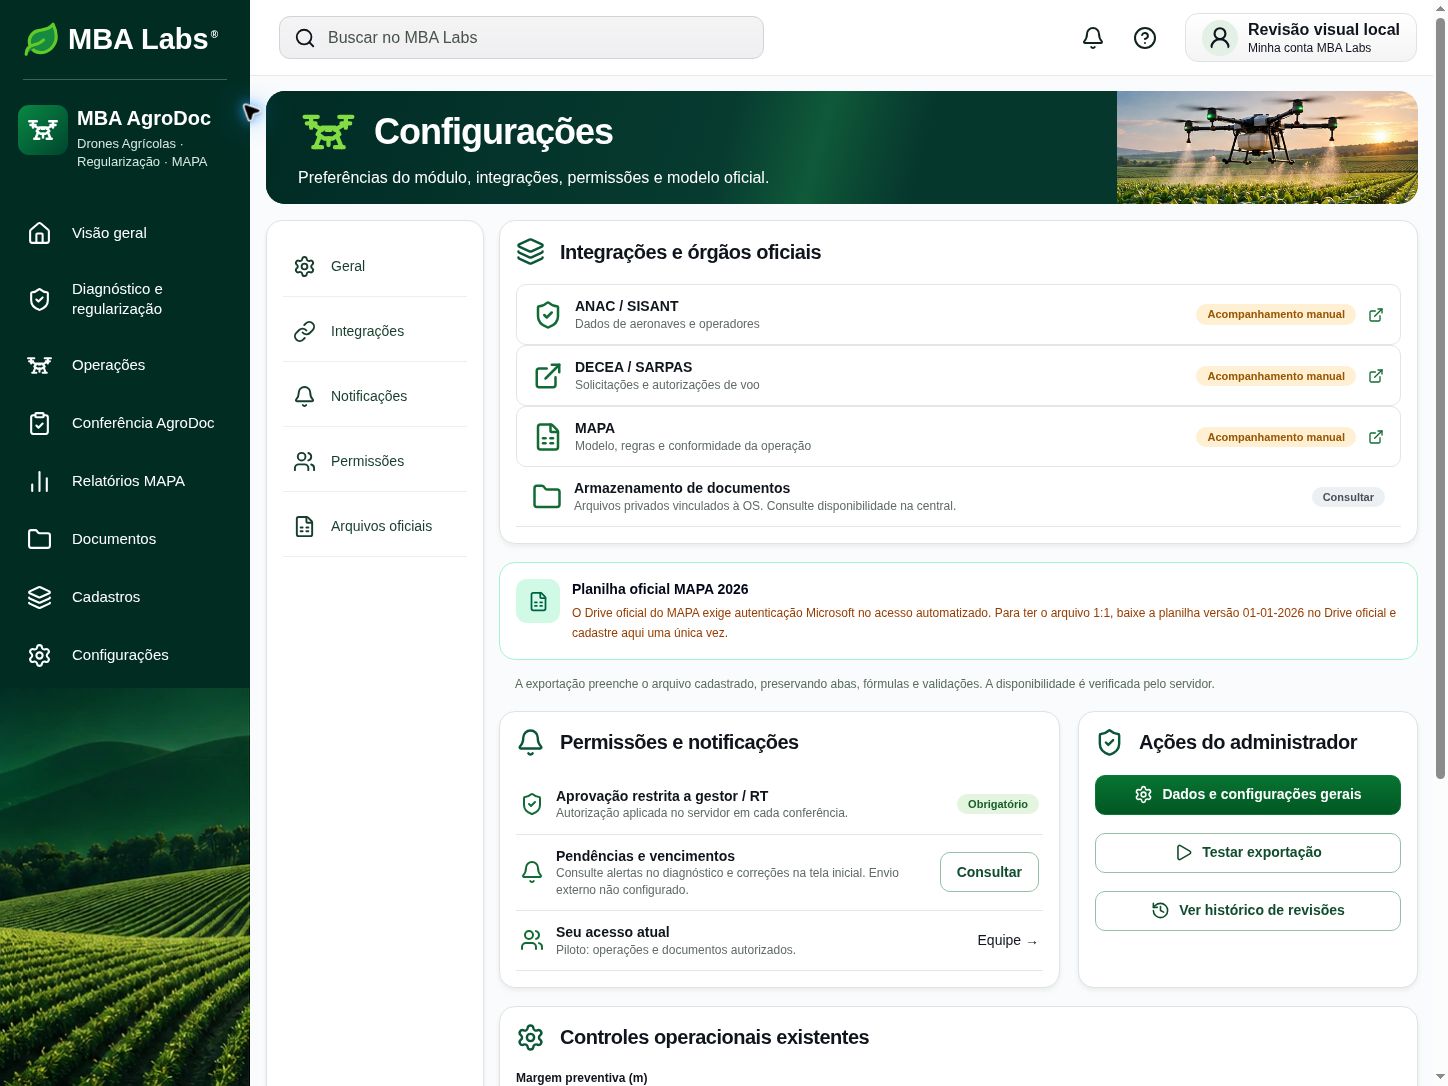 MBA Labs®
MBA AgroDoc
Drones Agrícolas ·
Regularização · MAPA
Visão geral
Diagnóstico e
regularização
Operações
Conferência AgroDoc
Relatórios MAPA
Documentos
Cadastros
Configurações
Buscar no MBA Labs
Revisão visual local
Minha conta MBA Labs
Configurações
Preferências do módulo, integrações, permissões e modelo oficial.
Geral
Integrações
Notificações
Permissões
Arquivos oficiais
Integrações e órgãos oficiais
ANAC / SISANT
Dados de aeronaves e operadores
Acompanhamento manual
DECEA / SARPAS
Solicitações e autorizações de voo
Acompanhamento manual
MAPA
Modelo, regras e conformidade da operação
Acompanhamento manual
Armazenamento de documentos
Arquivos privados vinculados à OS. Consulte disponibilidade na central.
Consultar
Planilha oficial MAPA 2026
O Drive oficial do MAPA exige autenticação Microsoft no acesso automatizado. Para ter o arquivo 1:1, baixe a planilha versão 01-01-2026 no Drive oficial e
cadastre aqui uma única vez.
A exportação preenche o arquivo cadastrado, preservando abas, fórmulas e validações. A disponibilidade é verificada pelo servidor.
Permissões e notificações
Aprovação restrita a gestor / RT
Autorização aplicada no servidor em cada conferência.
Obrigatório
Pendências e vencimentos
Consulte alertas no diagnóstico e correções na tela inicial. Envio
externo não configurado.
Consultar
Seu acesso atual
Piloto: operações e documentos autorizados.
Equipe →
Ações do administrador
Dados e configurações gerais
Testar exportação
Ver histórico de revisões
Controles operacionais existentes
Margem preventiva (m)